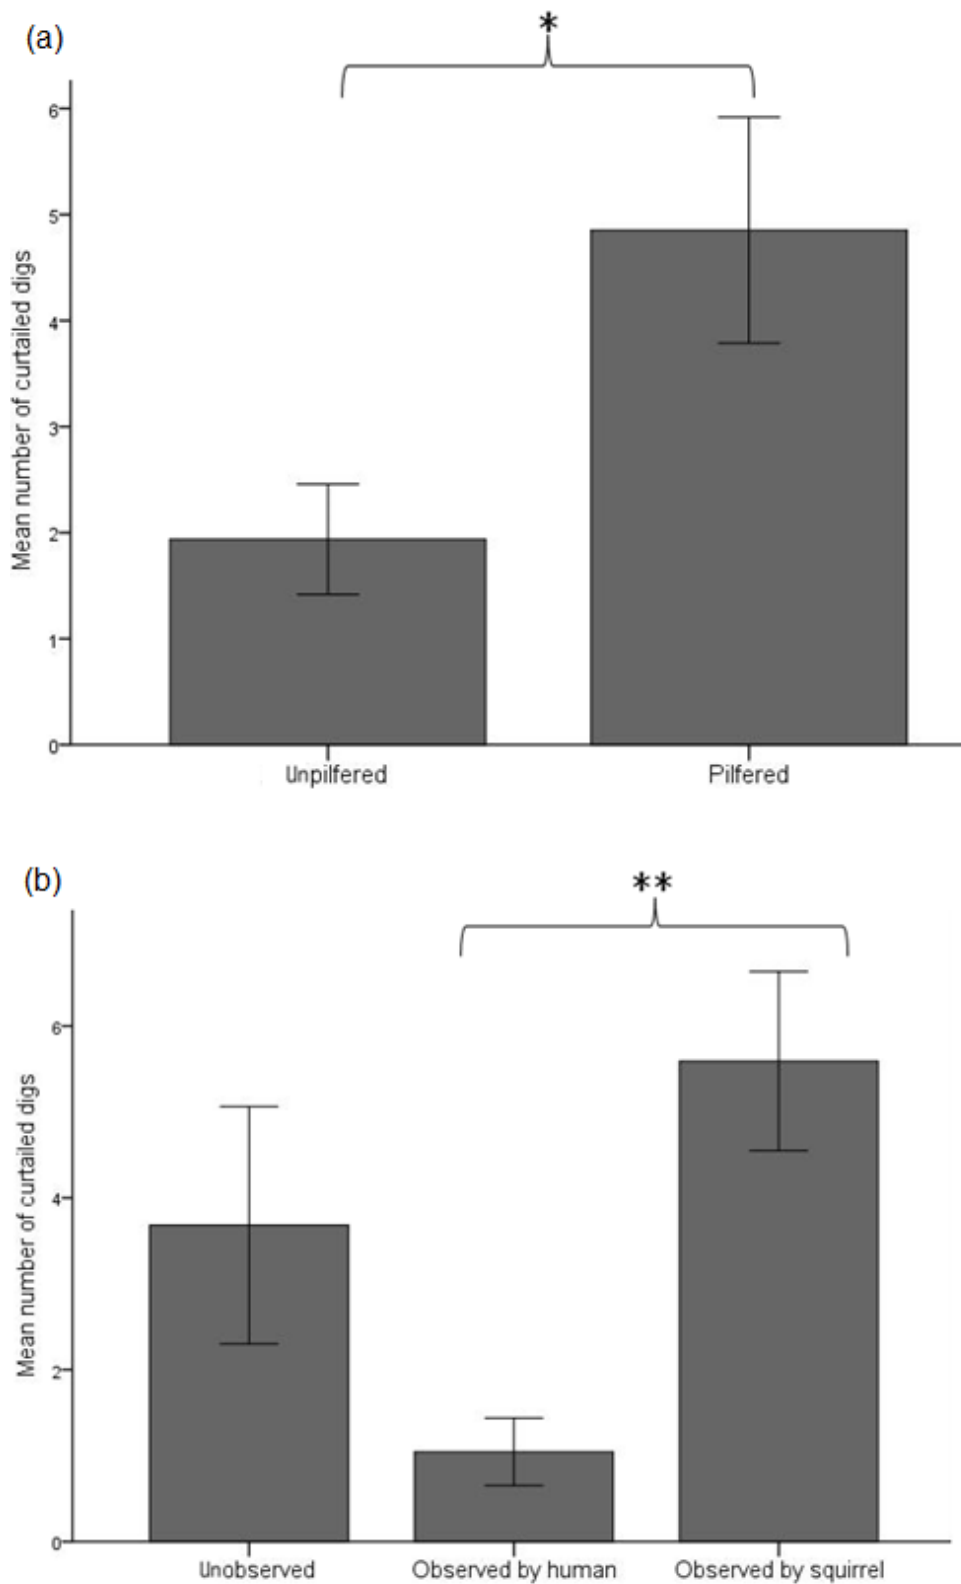 (a)
*
6
5
4
3
2
1
0
Mean number of curtailed digs
Unpilfered
Pilfered
(b)
**
6
4
2
0
Mean number of curtailed digs
Unobserved
Observed by human
Observed by squirrel